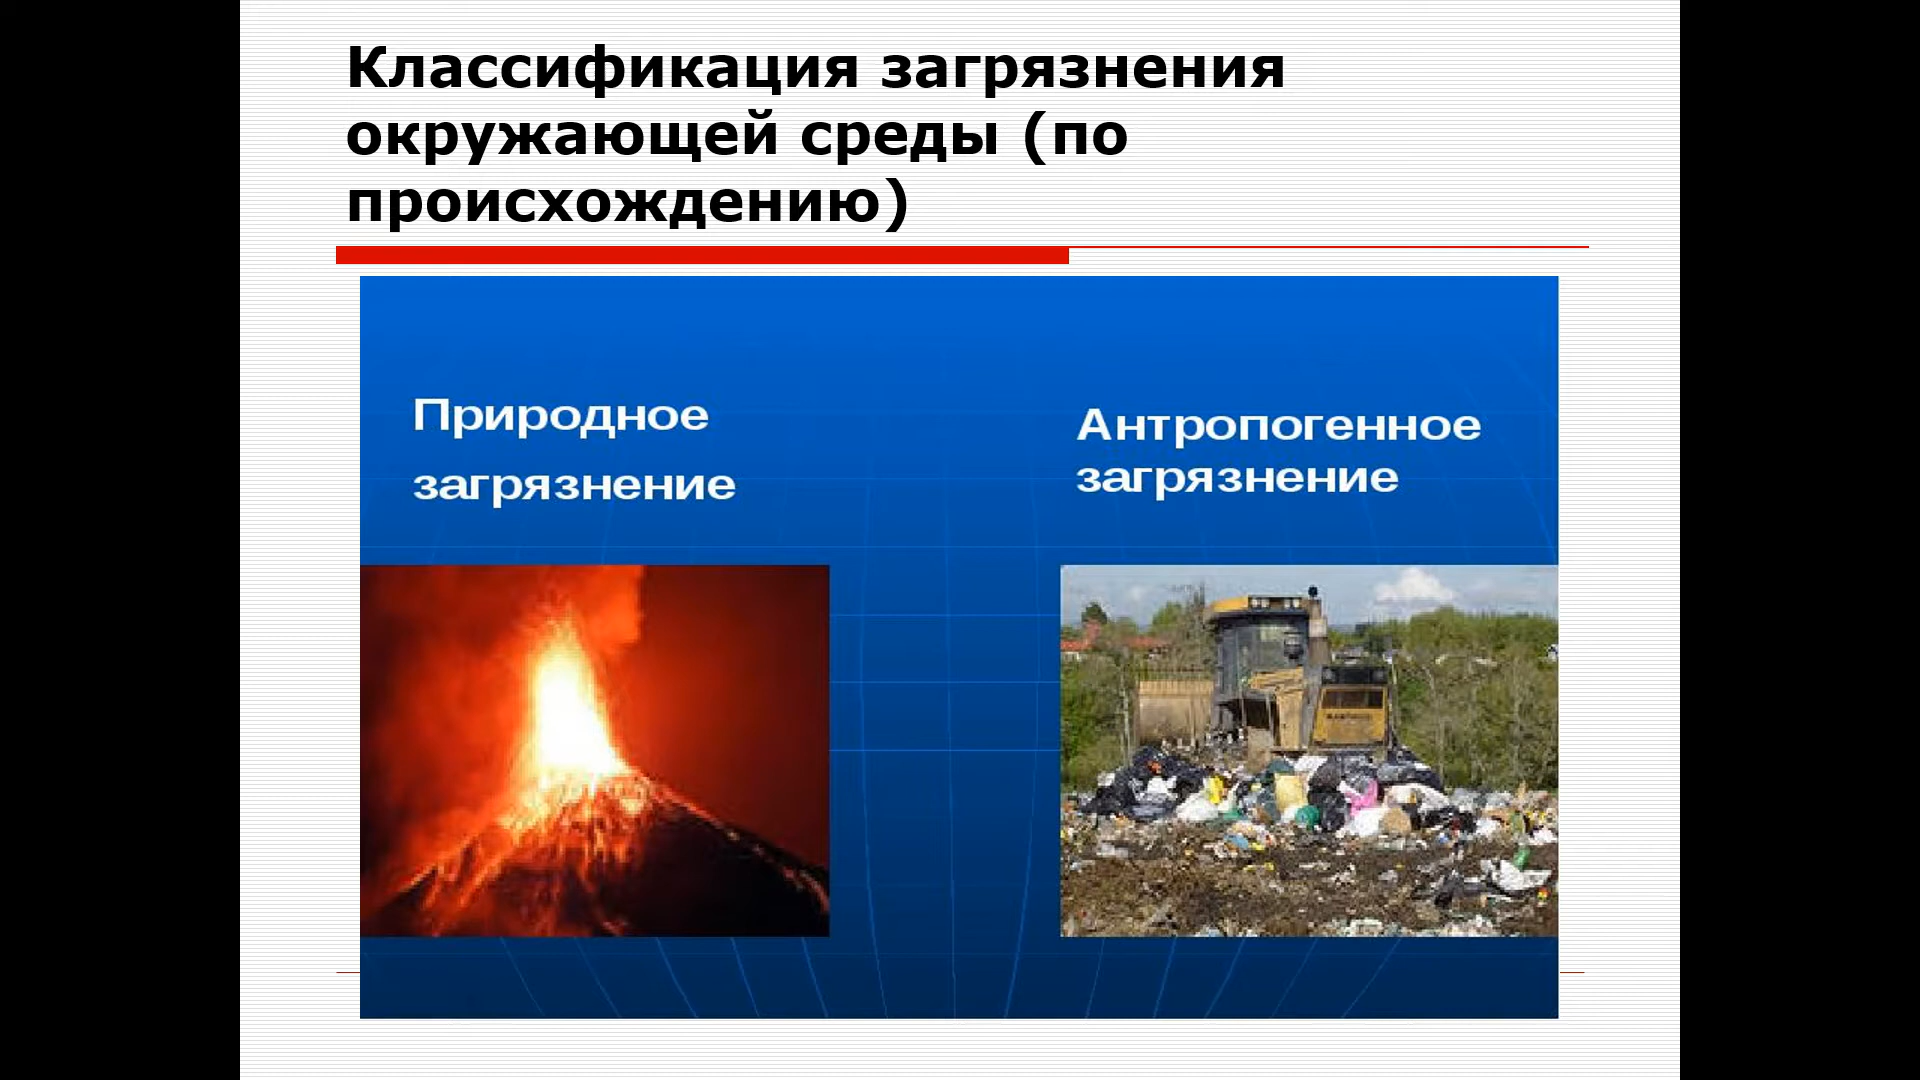 Классификация загрязнения
окружающей среды (по
происхождению)
Природное
загрязнение
Антропогенное
загрязнение